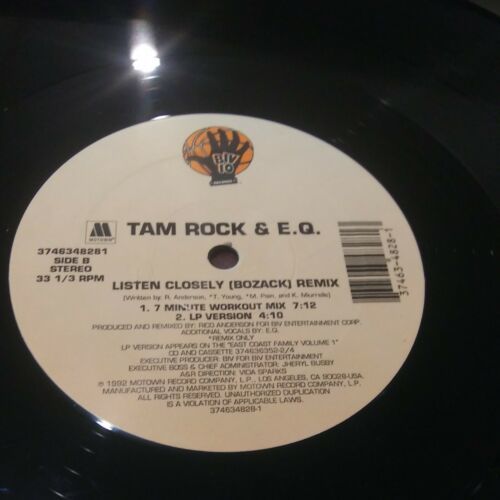 BIV
10
RECORDS
M
MOTOWN
TAM ROCK & E.Q.
3746348281
SIDE B
STEREO
33 1/3 RPM
37463-4828-1
LISTEN CLOSELY (BOZACK) REMIX
(Written by: R. Anderson, *T. Young, *M. Pain, and K. Murrells)
1. 7 MINUTE WORKOUT MIX 7:12
2. LP VERSION 4:10
PRODUCED AND REMIXED BY: RICO ANDERSON FOR BIV ENTERTAINMENT CORP.
ADDITIONAL VOCALS BY: E.Q.
*REMIX ONLY
LP VERSION APPEARS ON THE "EAST COAST FAMILY VOLUME 1"
CD AND CASSETTE 374636352-2/4
EXECUTIVE PRODUCER: BIV FOR BIV ENTERTAINMENT
EXECUTIVE BOSS & CHIEF ADMINISTRATOR: JHERYL BUSBY
A&R DIRECTION: VIDA SPARKS
℗ 1992 MOTOWN RECORD COMPANY, L.P., LOS ANGELES, CA 90028-USA.
MANUFACTURED AND MARKETED BY MOTOWN RECORD COMPANY, L.P.
ALL RIGHTS RESERVED. UNAUTHORIZED DUPLICATION
IS A VIOLATION OF APPLICABLE LAWS.
374634828-1